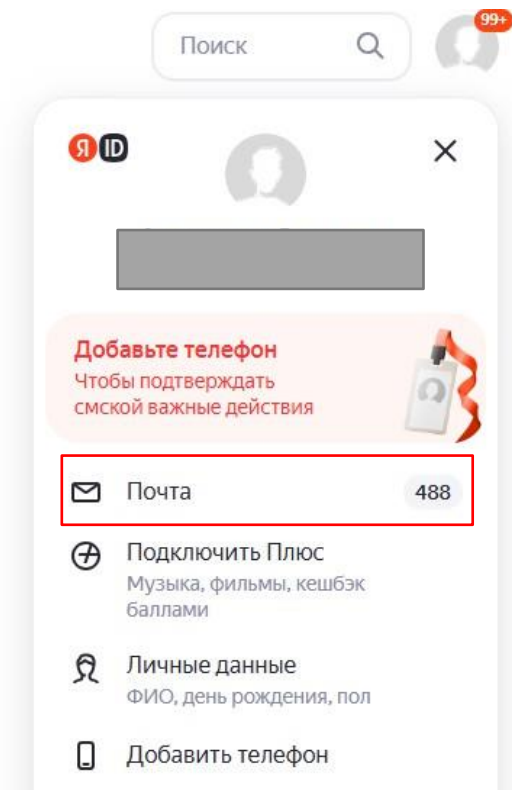 Поиск
99+
Я ID
Добавьте телефон
Чтобы подтверждать
смской важные действия
Почта 488
Подключить Плюс
Музыка, фильмы, кешбэк
баллами
Личные данные
ФИО, день рождения, пол
Добавить телефон